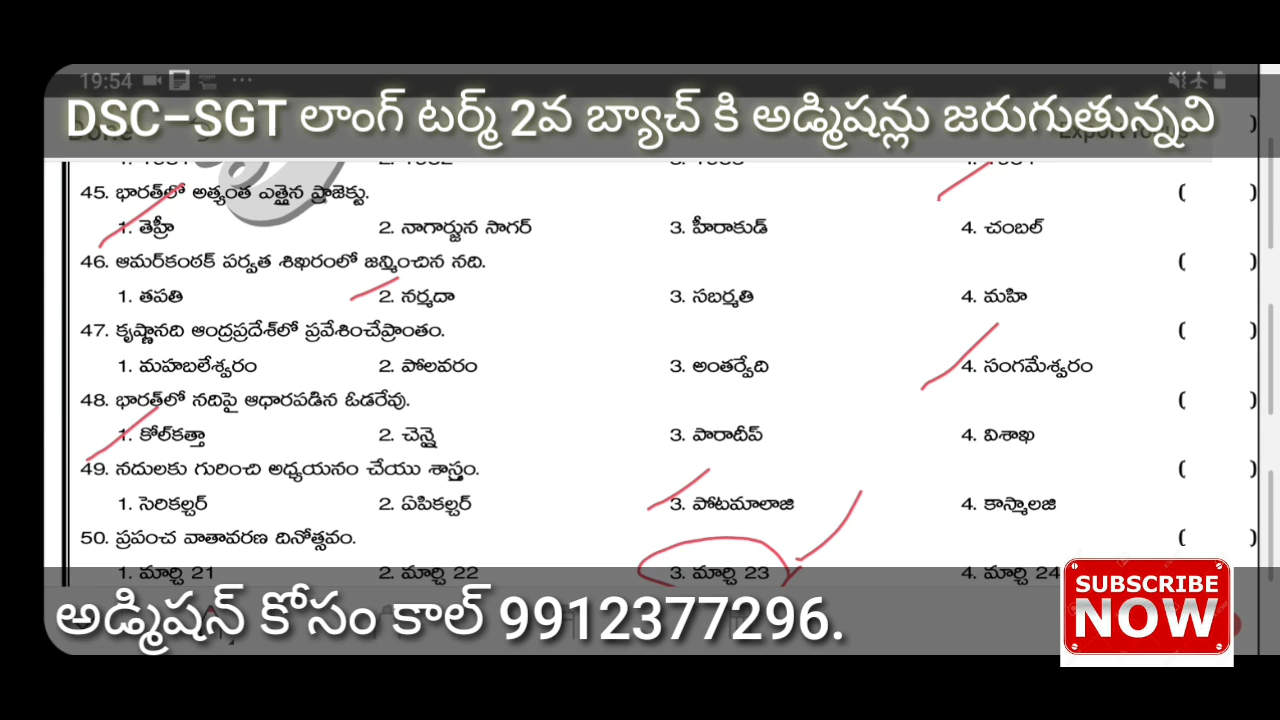 19:54
DSC-SGT లాంగ్ టర్మ్ 2వ బ్యాచ్ కి అడ్మిషన్లు జరుగుతున్నవి
45. భారత్‌లో అత్యంత ఎత్తైన ప్రాజెక్టు. ( )
1. తెహ్రీ 2. నాగార్జున సాగర్ 3. హీరాకుడ్ 4. చంబల్
46. ఆమర్‌కంఠక్ పర్వత శిఖరంలో జన్మించిన నది. ( )
1. తపతి 2. నర్మదా 3. సబర్మతి 4. మహి
47. కృష్ణానది ఆంధ్రప్రదేశ్‌లో ప్రవేశించేప్రాంతం. ( )
1. మహబలేశ్వరం 2. పోలవరం 3. అంతర్వేది 4. సంగమేశ్వరం
48. భారత్‌లో నదిపై ఆధారపడిన ఓడరేవు. ( )
1. కోల్‌కత్తా 2. చెన్నై 3. పారాదీప్ 4. విశాఖ
49. నదులకు గురించి అధ్యయనం చేయు శాస్త్రం. ( )
1. సెరికల్చర్ 2. ఏపికల్చర్ 3. పోటమాలాజి 4. కాస్మాలజి
50. ప్రపంచ వాతావరణ దినోత్సవం. ( )
1. మార్చి 21 2. మార్చి 22 3. మార్చి 23 4. మార్చి 24
అడ్మిషన్ కోసం కాల్ 9912377296.
SUBSCRIBE
NOW